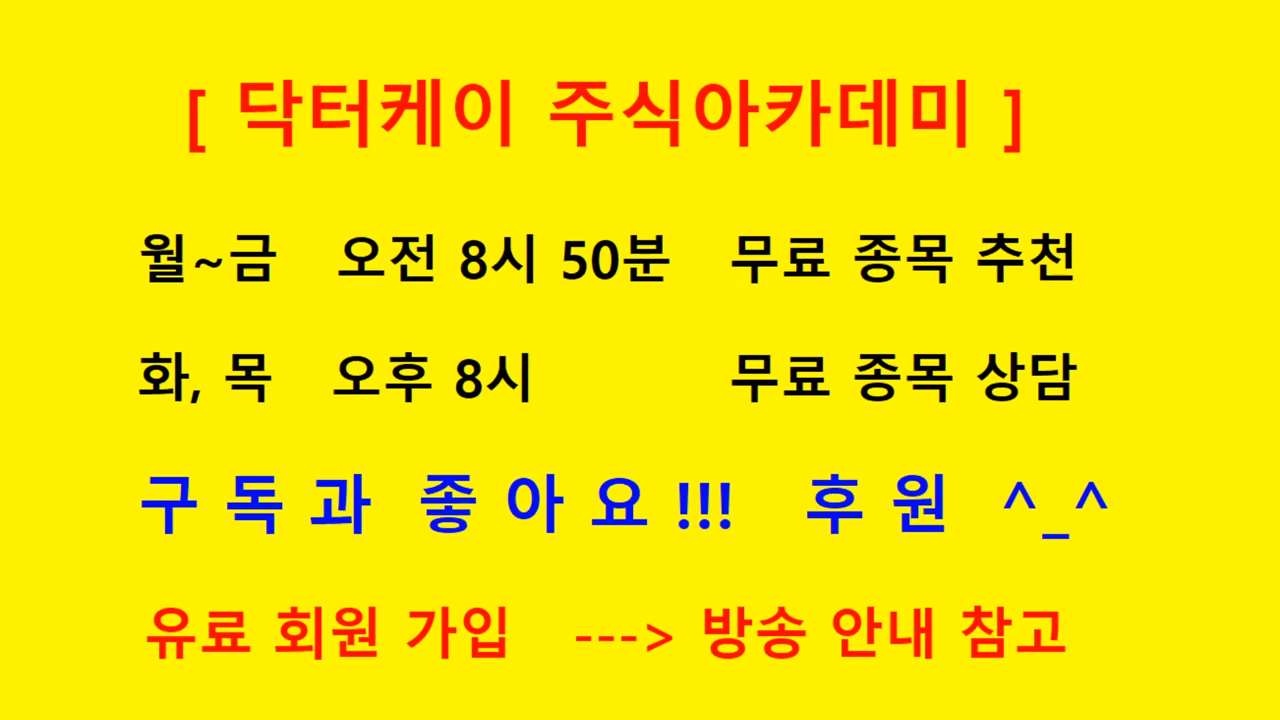 [ 닥터케이 주식아카데미 ]
월~금 오전 8시 50분 무료 종목 추천
화, 목 오후 8시 무료 종목 상담
구 독 과 좋 아 요 !!! 후 원 ^_^
유료 회원 가입 ---> 방송 안내 참고